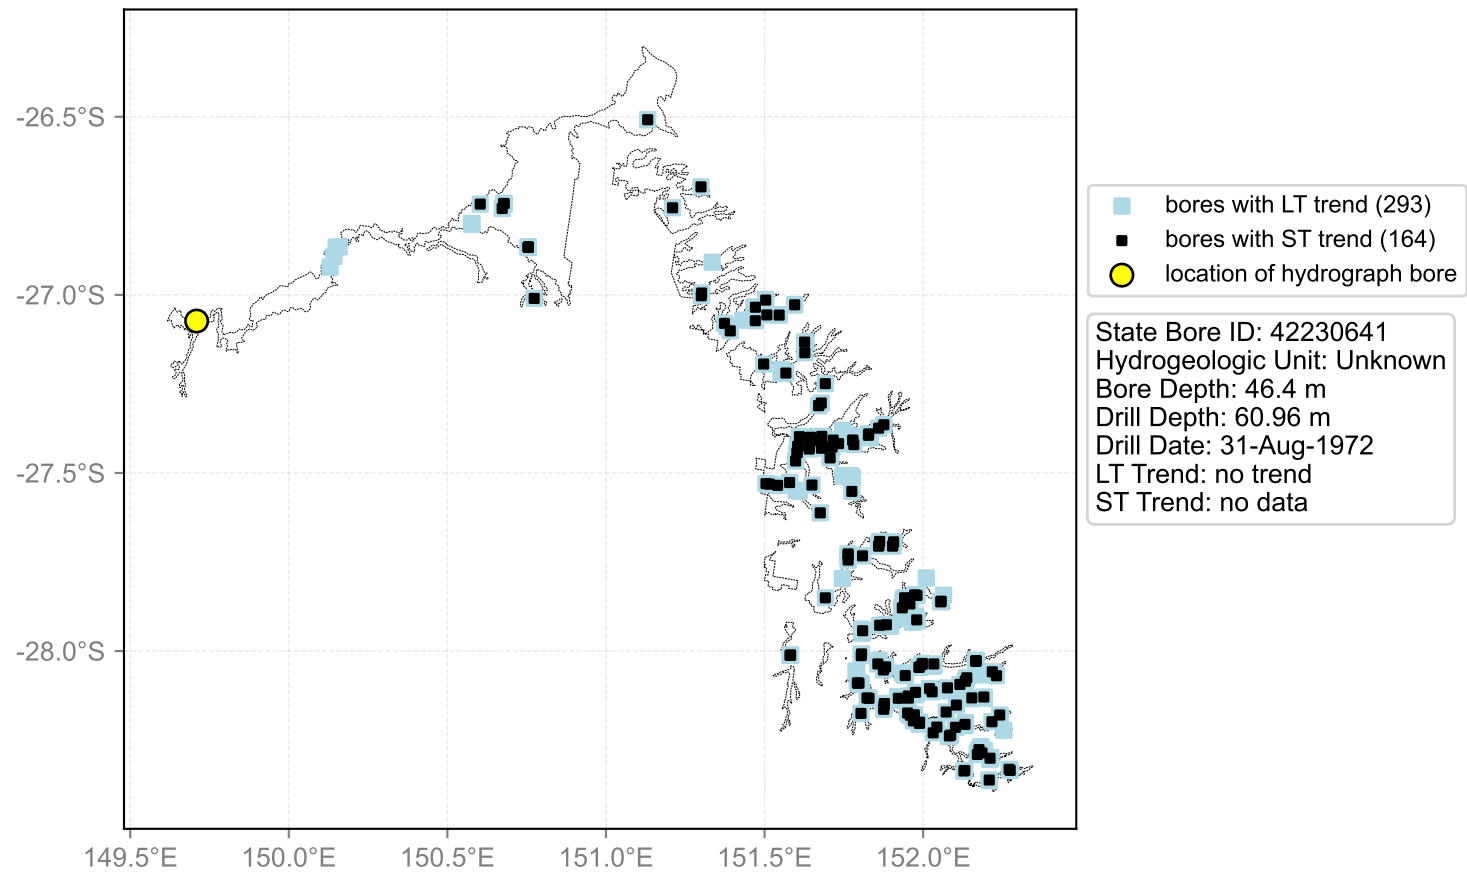 -26.5°S
-27.0°S
-27.5°S
-28.0°S
149.5°E 150.0°E 150.5°E 151.0°E 151.5°E 152.0°E
bores with LT trend (293)
bores with ST trend (164)
location of hydrograph bore
State Bore ID: 42230641
Hydrogeologic Unit: Unknown
Bore Depth: 46.4 m
Drill Depth: 60.96 m
Drill Date: 31-Aug-1972
LT Trend: no trend
ST Trend: no data